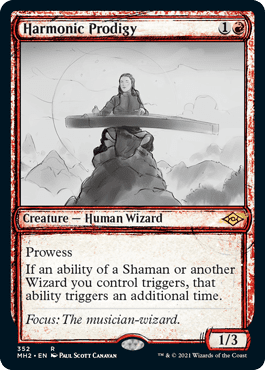 Harmonic Prodigy 1
Creature — Human Wizard
Prowess
If an ability of a Shaman or another
Wizard you control triggers, that
ability triggers an additional time.
Focus: The musician-wizard.
1/3
352 R
MH2 • EN Paul Scott Canavan ™ & © 2021 Wizards of the Coast